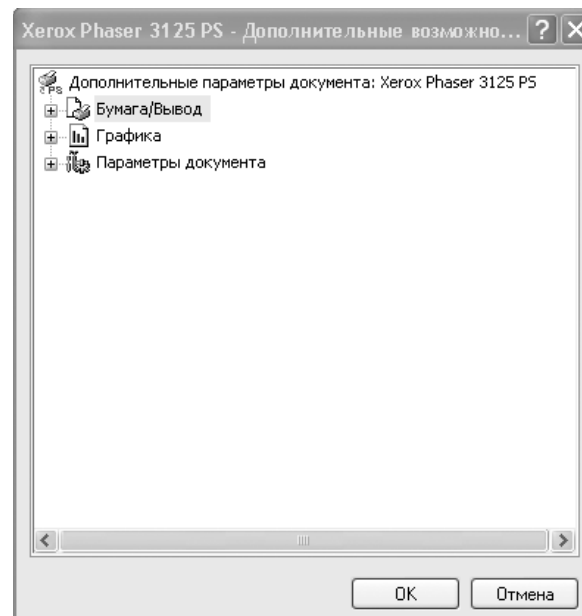 Xerox Phaser 3125 PS - Дополнительные возможно...
Дополнительные параметры документа: Xerox Phaser 3125 PS
Бумага/Вывод
Графика
Параметры документа
OK
Отмена